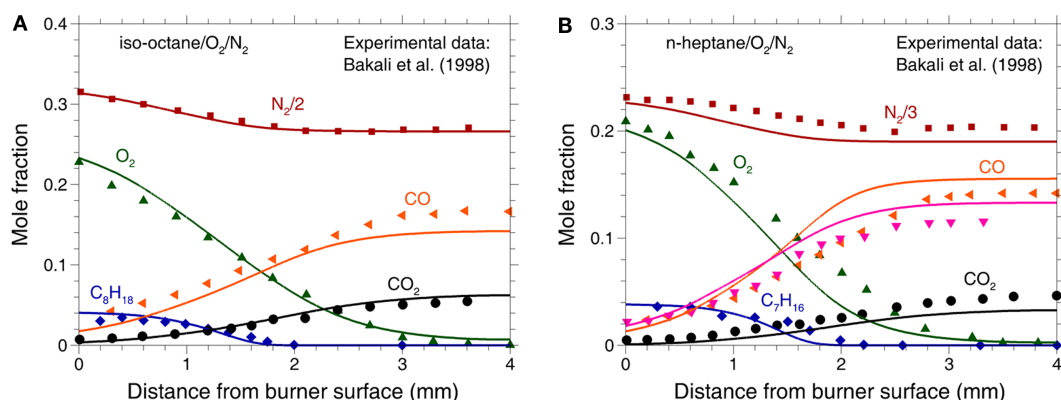 A
iso-octane/O2/N2
Experimental data:
Bakali et al. (1998)
N2/2
O2
CO
C8H18
CO2
0.4
0.3
0.2
0.1
0
0 1 2 3 4
Mole fraction
Distance from burner surface (mm)
B
n-heptane/O2/N2
Experimental data:
Bakali et al. (1998)
N2/3
O2
CO
C7H16
CO2
0.3
0.2
0.1
0
0 1 2 3 4
Mole fraction
Distance from burner surface (mm)